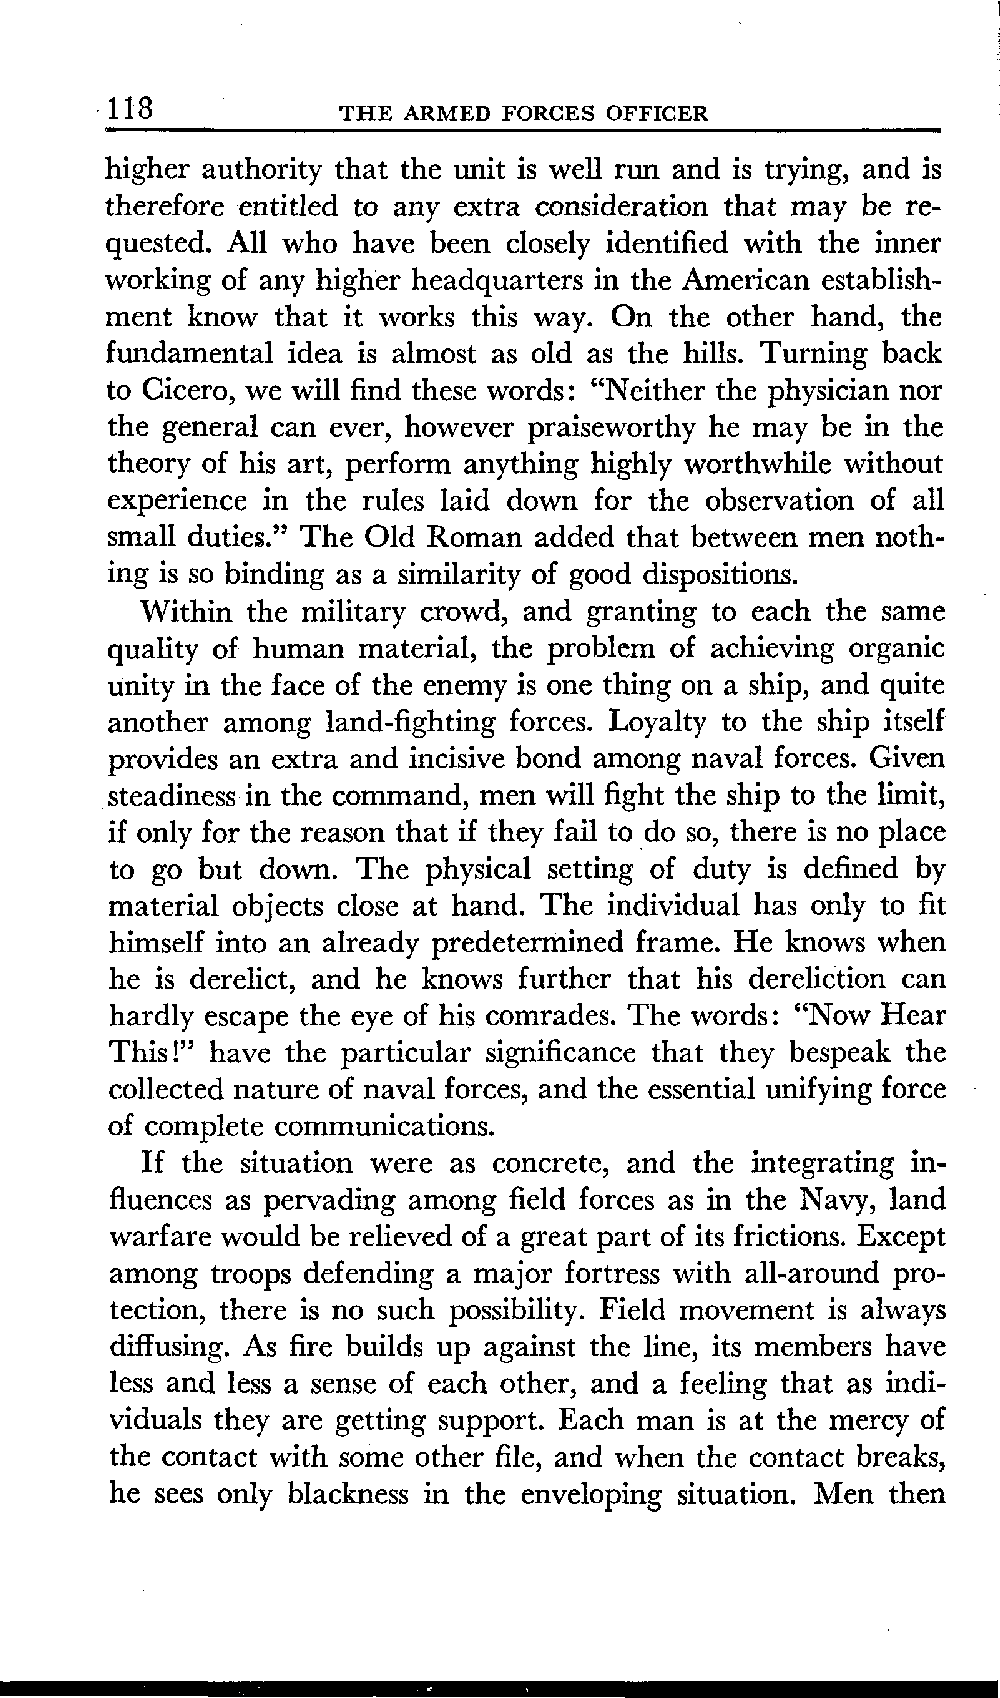 118 THE ARMED FORCES OFFICER
higher authority that the unit is well run and is trying, and is
therefore entitled to any extra consideration that may be re-
quested. All who have been closely identified with the inner
working of any higher headquarters in the American establish-
ment know that it works this way. On the other hand, the
fundamental idea is almost as old as the hills. Turning back
to Cicero, we will find these words: “Neither the physician nor
the general can ever, however praiseworthy he may be in the
theory of his art, perform anything highly worthwhile without
experience in the rules laid down for the observation of all
small duties.” The Old Roman added that between men noth-
ing is so binding as a similarity of good dispositions.
Within the military crowd, and granting to each the same
quality of human material, the problem of achieving organic
unity in the face of the enemy is one thing on a ship, and quite
another among land-fighting forces. Loyalty to the ship itself
provides an extra and incisive bond among naval forces. Given
steadiness in the command, men will fight the ship to the limit,
if only for the reason that if they fail to do so, there is no place
to go but down. The physical setting of duty is defined by
material objects close at hand. The individual has only to fit
himself into an already predetermined frame. He knows when
he is derelict, and he knows further that his dereliction can
hardly escape the eye of his comrades. The words: “Now Hear
This!” have the particular significance that they bespeak the
collected nature of naval forces, and the essential unifying force
of complete communications.
If the situation were as concrete, and the integrating in-
fluences as pervading among field forces as in the Navy, land
warfare would be relieved of a great part of its frictions. Except
among troops defending a major fortress with all-around pro-
tection, there is no such possibility. Field movement is always
diffusing. As fire builds up against the line, its members have
less and less a sense of each other, and a feeling that as indi-
viduals they are getting support. Each man is at the mercy of
the contact with some other file, and when the contact breaks,
he sees only blackness in the enveloping situation. Men then